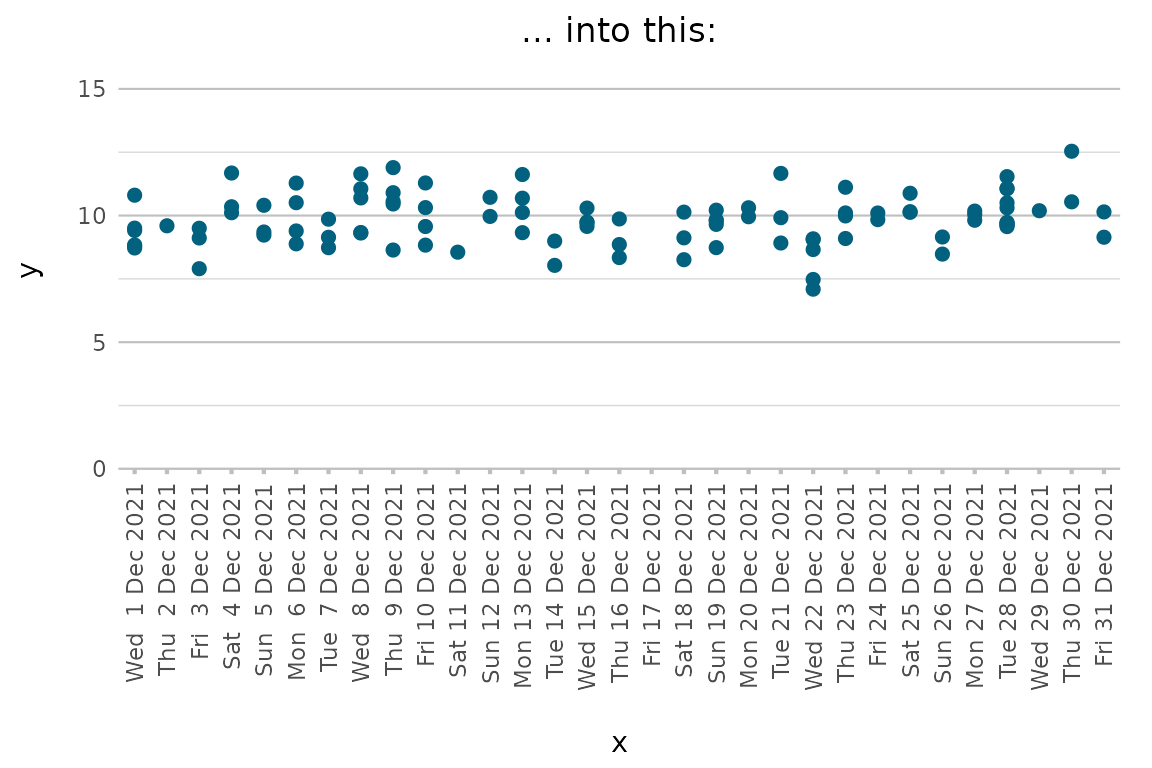 ... into this:
15
10
5
0
y
Wed  1 Dec 2021
Thu  2 Dec 2021
Fri  3 Dec 2021
Sat  4 Dec 2021
Sun  5 Dec 2021
Mon  6 Dec 2021
Tue  7 Dec 2021
Wed  8 Dec 2021
Thu  9 Dec 2021
Fri 10 Dec 2021
Sat 11 Dec 2021
Sun 12 Dec 2021
Mon 13 Dec 2021
Tue 14 Dec 2021
Wed 15 Dec 2021
Thu 16 Dec 2021
Fri 17 Dec 2021
Sat 18 Dec 2021
Sun 19 Dec 2021
Mon 20 Dec 2021
Tue 21 Dec 2021
Wed 22 Dec 2021
Thu 23 Dec 2021
Fri 24 Dec 2021
Sat 25 Dec 2021
Sun 26 Dec 2021
Mon 27 Dec 2021
Tue 28 Dec 2021
Wed 29 Dec 2021
Thu 30 Dec 2021
Fri 31 Dec 2021
x